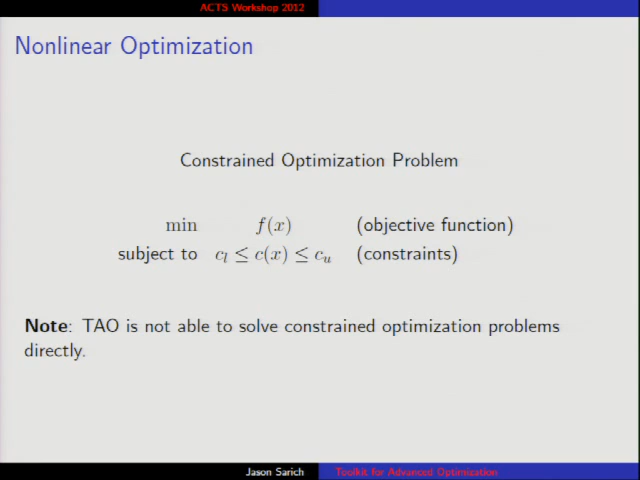 ACTS Workshop 2012
Nonlinear Optimization
Constrained Optimization Problem
min f(x) (objective function)
subject to c_l ≤ c(x) ≤ c_u (constraints)
Note: TAO is not able to solve constrained optimization problems
directly.
Jason Sarich Toolkit for Advanced Optimization